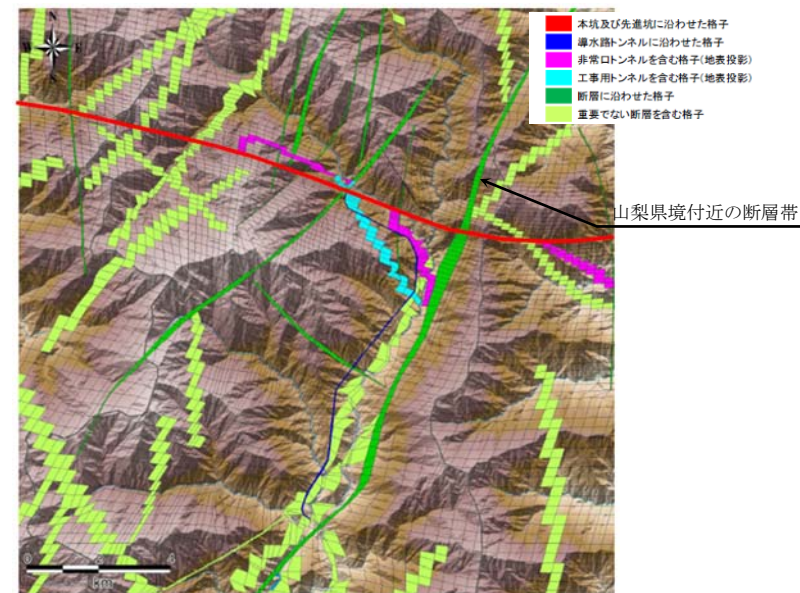 本坑及び先進坑に沿わせた格子
導水路トンネルに沿わせた格子
非常口トンネルを含む格子(地表投影)
工事用トンネルを含む格子(地表投影)
断層に沿わせた格子
重要でない断層を含む格子
N
E
S
山梨県境付近の断層帯
0
4
km